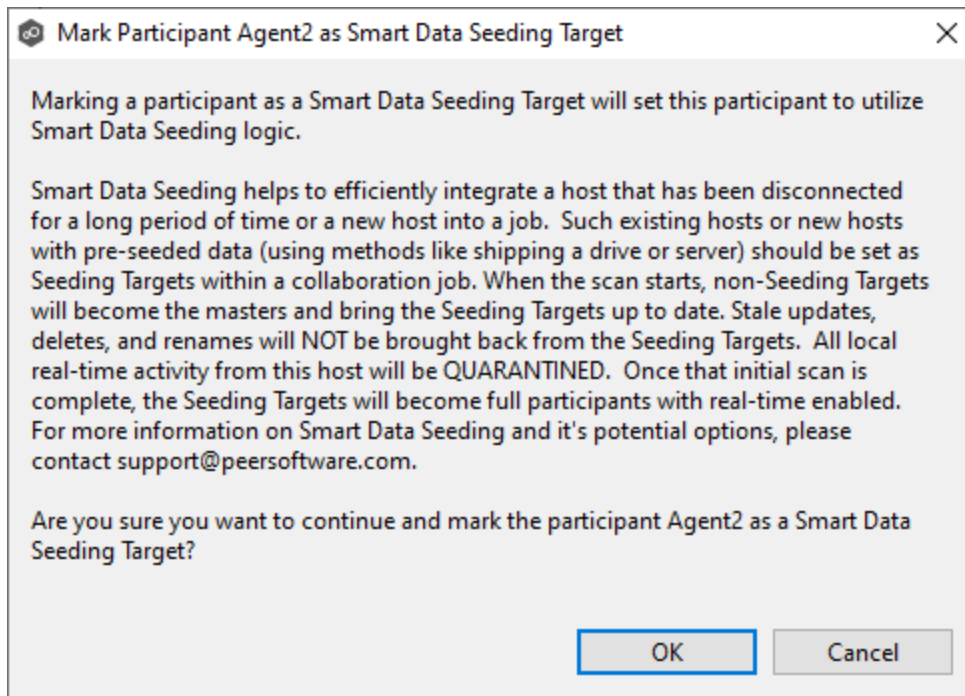 Mark Participant Agent2 as Smart Data Seeding Target
Marking a participant as a Smart Data Seeding Target will set this participant to utilize
Smart Data Seeding logic.
Smart Data Seeding helps to efficiently integrate a host that has been disconnected
for a long period of time or a new host into a job.  Such existing hosts or new hosts
with pre-seeded data (using methods like shipping a drive or server) should be set as
Seeding Targets within a collaboration job. When the scan starts, non-Seeding Targets
will become the masters and bring the Seeding Targets up to date. Stale updates,
deletes, and renames will NOT be brought back from the Seeding Targets.  All local
real-time activity from this host will be QUARANTINED.  Once that initial scan is
complete, the Seeding Targets will become full participants with real-time enabled.
For more information on Smart Data Seeding and it's potential options, please
contact support@peersoftware.com.
Are you sure you want to continue and mark the participant Agent2 as a Smart Data
Seeding Target?
OK
Cancel